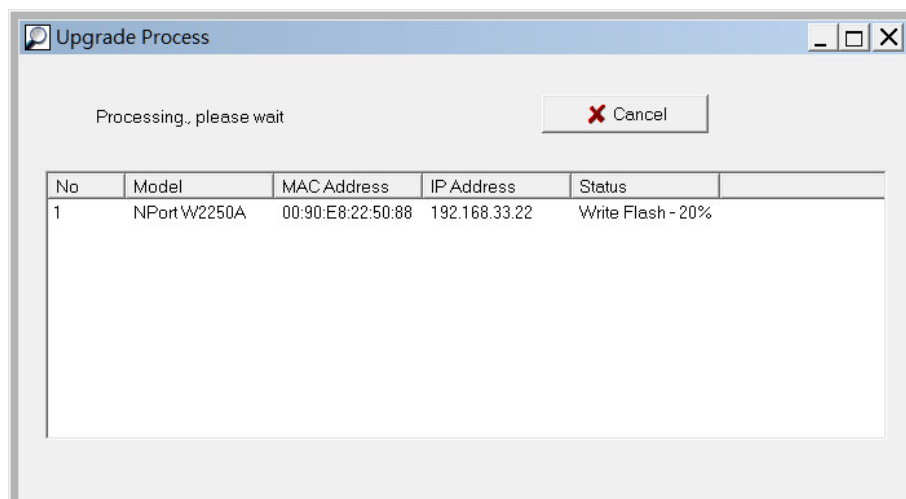 Upgrade Process
Processing., please wait
Cancel
No Model MAC Address IP Address Status
1 NPort W2250A 00:90:E8:22:50:88 192.168.33.22 Write Flash - 20%